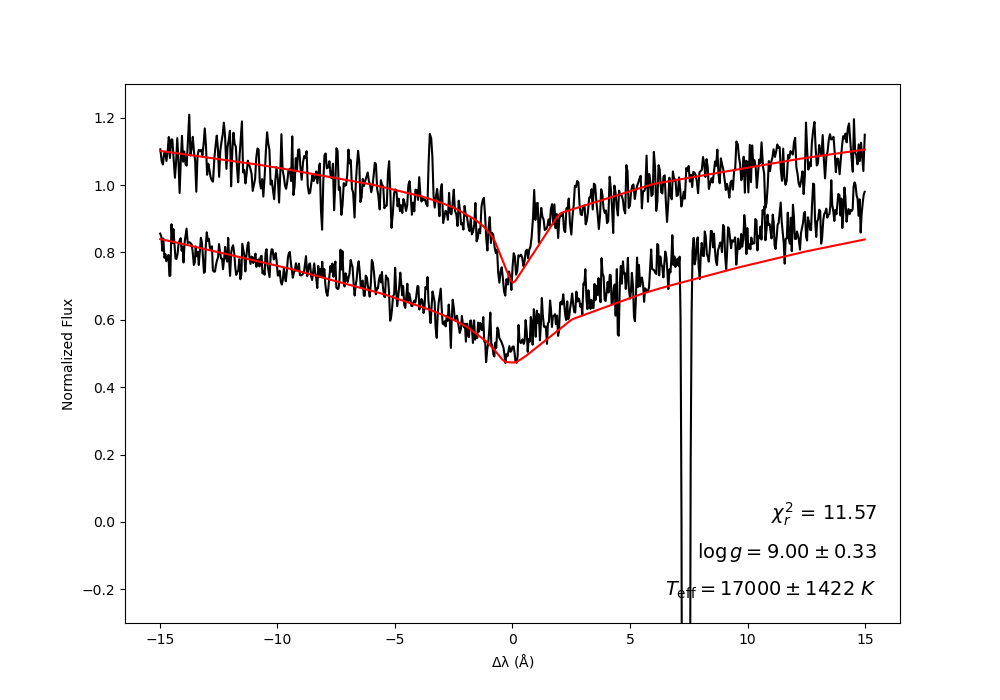 1.2
1.0
0.8
0.6
0.4
0.2
0.0
−0.2
Normalized Flux
χ²ᵣ = 11.57
log g = 9.00 ± 0.33
T_eff = 17000 ± 1422 K
−15 −10 −5 0 5 10 15
Δλ (Å)